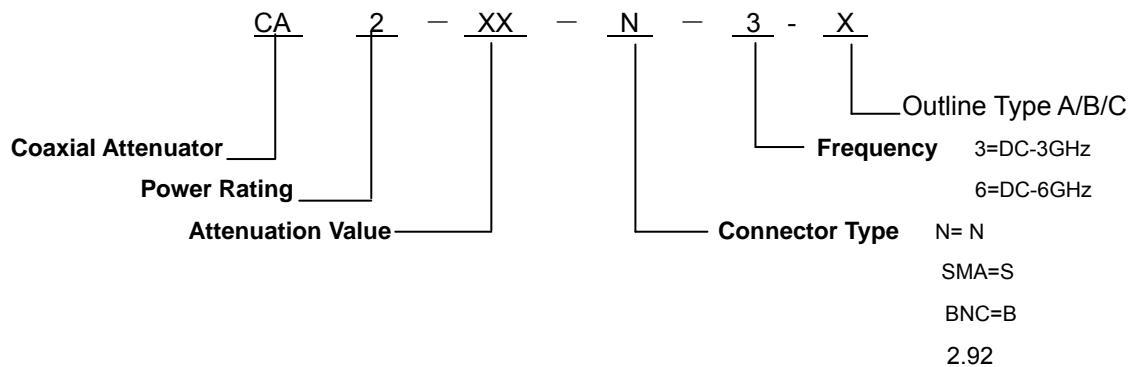 CA 2 — XX — N — 3 - X
Outline Type A/B/C
Coaxial Attenuator
Frequency 3=DC-3GHz
Power Rating
6=DC-6GHz
Attenuation Value
Connector Type N= N
SMA=S
BNC=B
2.92